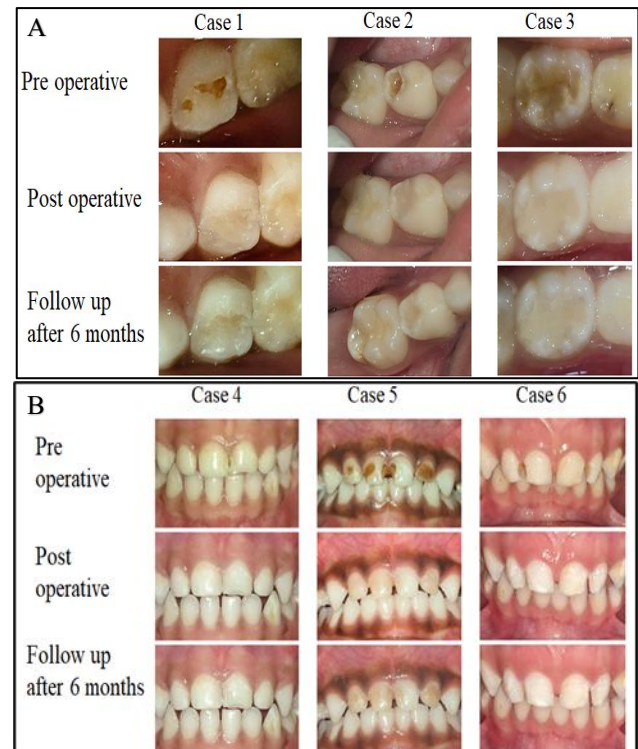 A
Case 1 Case 2 Case 3
Pre operative
Post operative
Follow up
after 6 months
B
Case 4 Case 5 Case 6
Pre
operative
Post
operative
Follow up
after 6 months